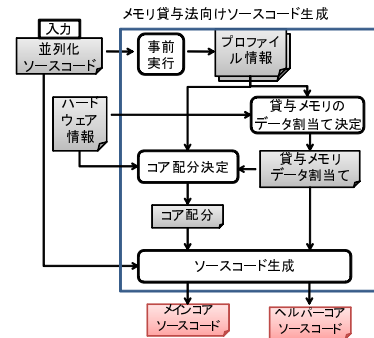 メモリ貸与法向けソースコード生成
入力
並列化
ソースコード
事前
実行
プロファイ
ル情報
ハード
ウェア
情報
貸与メモリの
データ割当て決定
コア配分決定
貸与メモリ
データ割当て
コア配分
ソースコード生成
メインコア
ソースコード
ヘルパーコア
ソースコード